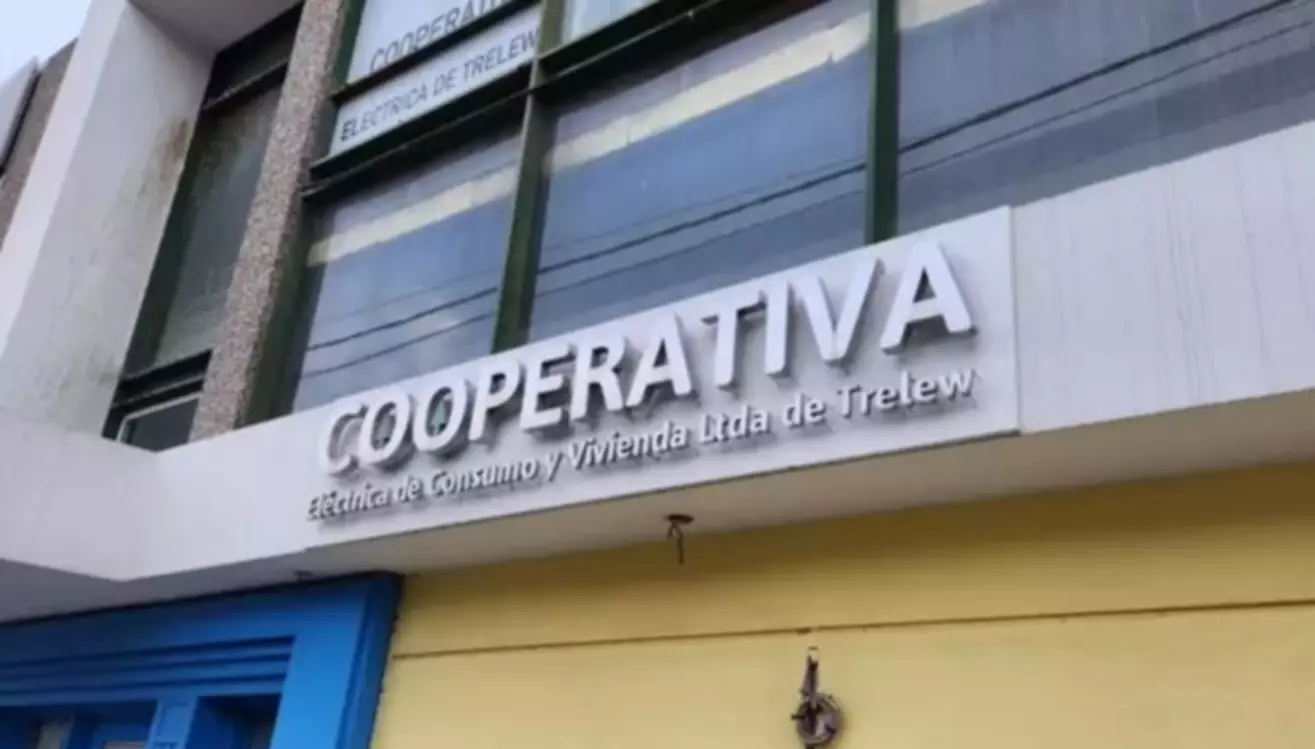 COOPERATIVA
ELECTRICA DE TRELEW
COOPERATIVA
Eléctrica de Consumo y Vivienda Ltda de Trelew